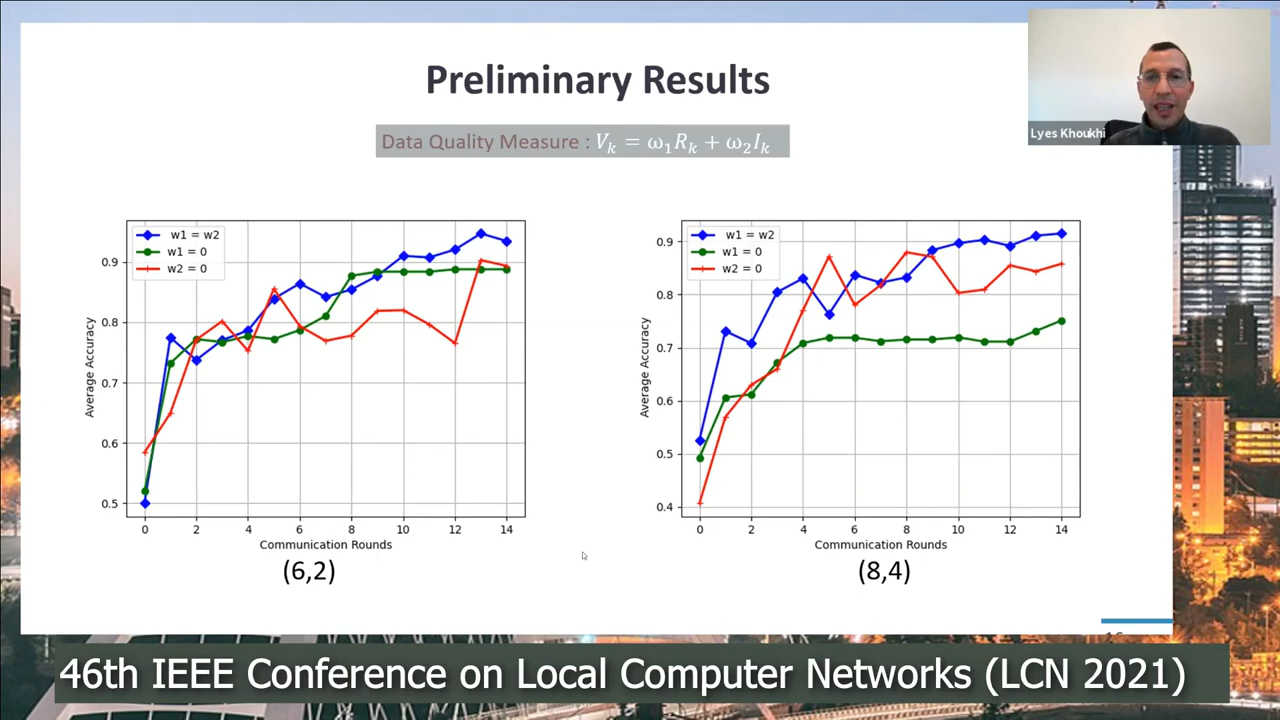 Preliminary Results
Data Quality Measure : Vₖ = ω₁Rₖ + ω₂Iₖ
Lyes Khoukhi
w1 = w2
w1 = 0
w2 = 0
Average Accuracy
0.9
0.8
0.7
0.6
0.5
0 2 4 6 8 10 12 14
Communication Rounds
(6,2)
w1 = w2
w1 = 0
w2 = 0
Average Accuracy
0.9
0.8
0.7
0.6
0.5
0.4
0 2 4 6 8 10 12 14
Communication Rounds
(8,4)
46th IEEE Conference on Local Computer Networks (LCN 2021)